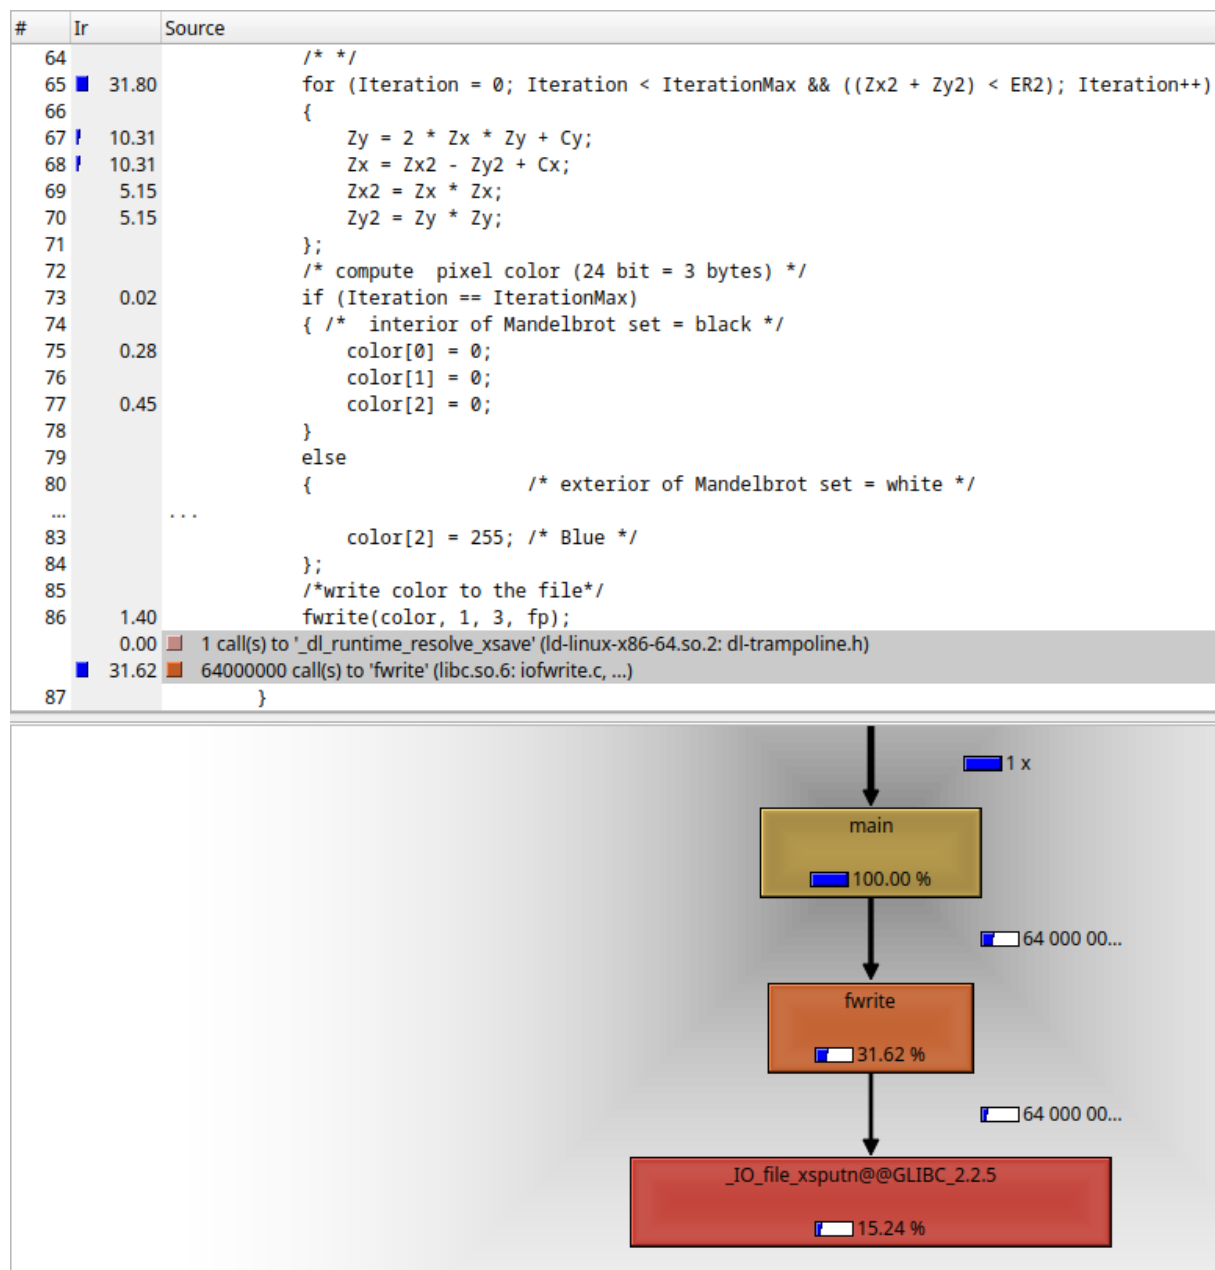 # Ir Source
64 /* */
65 31.80 for (Iteration = 0; Iteration < IterationMax && ((Zx2 + Zy2) < ER2); Iteration++)
66 {
67 10.31 Zy = 2 * Zx * Zy + Cy;
68 10.31 Zx = Zx2 - Zy2 + Cx;
69 5.15 Zx2 = Zx * Zx;
70 5.15 Zy2 = Zy * Zy;
71 };
72 /* compute  pixel color (24 bit = 3 bytes) */
73 0.02 if (Iteration == IterationMax)
74 { /*  interior of Mandelbrot set = black */
75 0.28 color[0] = 0;
76 color[1] = 0;
77 0.45 color[2] = 0;
78 }
79 else
80 { /* exterior of Mandelbrot set = white */
... ...
83 color[2] = 255; /* Blue */
84 };
85 /*write color to the file*/
86 1.40 fwrite(color, 1, 3, fp);
0.00 1 call(s) to '_dl_runtime_resolve_xsave' (ld-linux-x86-64.so.2: dl-trampoline.h)
31.62 64000000 call(s) to 'fwrite' (libc.so.6: iofwrite.c, ...)
87 }
1 x
main
100.00 %
64 000 00...
fwrite
31.62 %
64 000 00...
_IO_file_xsputn@@GLIBC_2.2.5
15.24 %